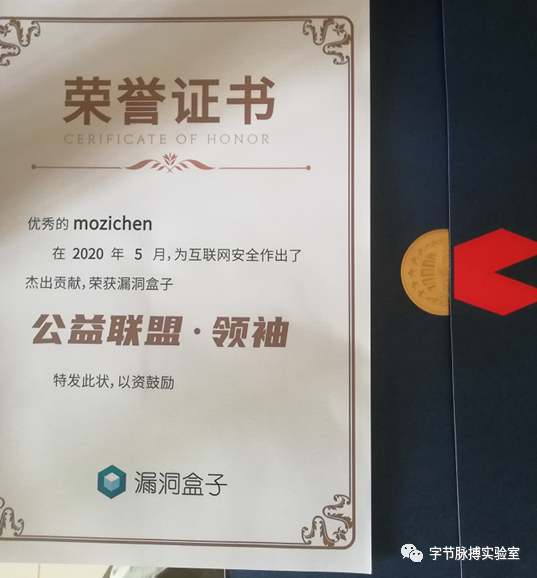 荣誉证书
CERIFICATE OF HONOR
优秀的 mozichen
在 2020 年 5 月，为互联网安全作出了
杰出贡献，荣获漏洞盒子
公益联盟·领袖
特发此状，以资鼓励
漏洞盒子
字节脉搏实验室